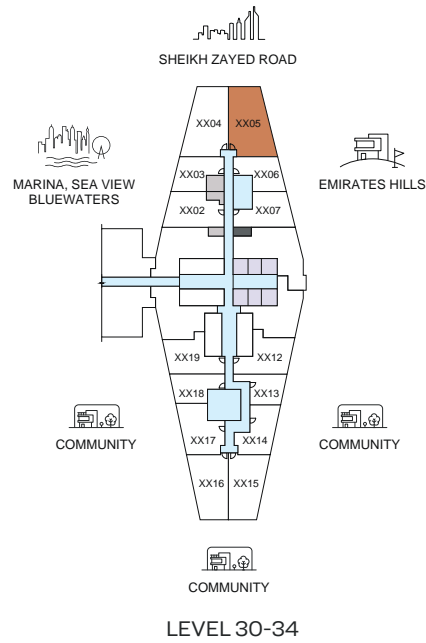 SHEIKH ZAYED ROAD
XX04
XX05
MARINA, SEA VIEW
BLUEWATERS
EMIRATES HILLS
XX03
XX06
XX02
XX07
XX19
XX12
XX18
XX13
COMMUNITY
COMMUNITY
XX17
XX14
XX16
XX15
COMMUNITY
LEVEL 30-34